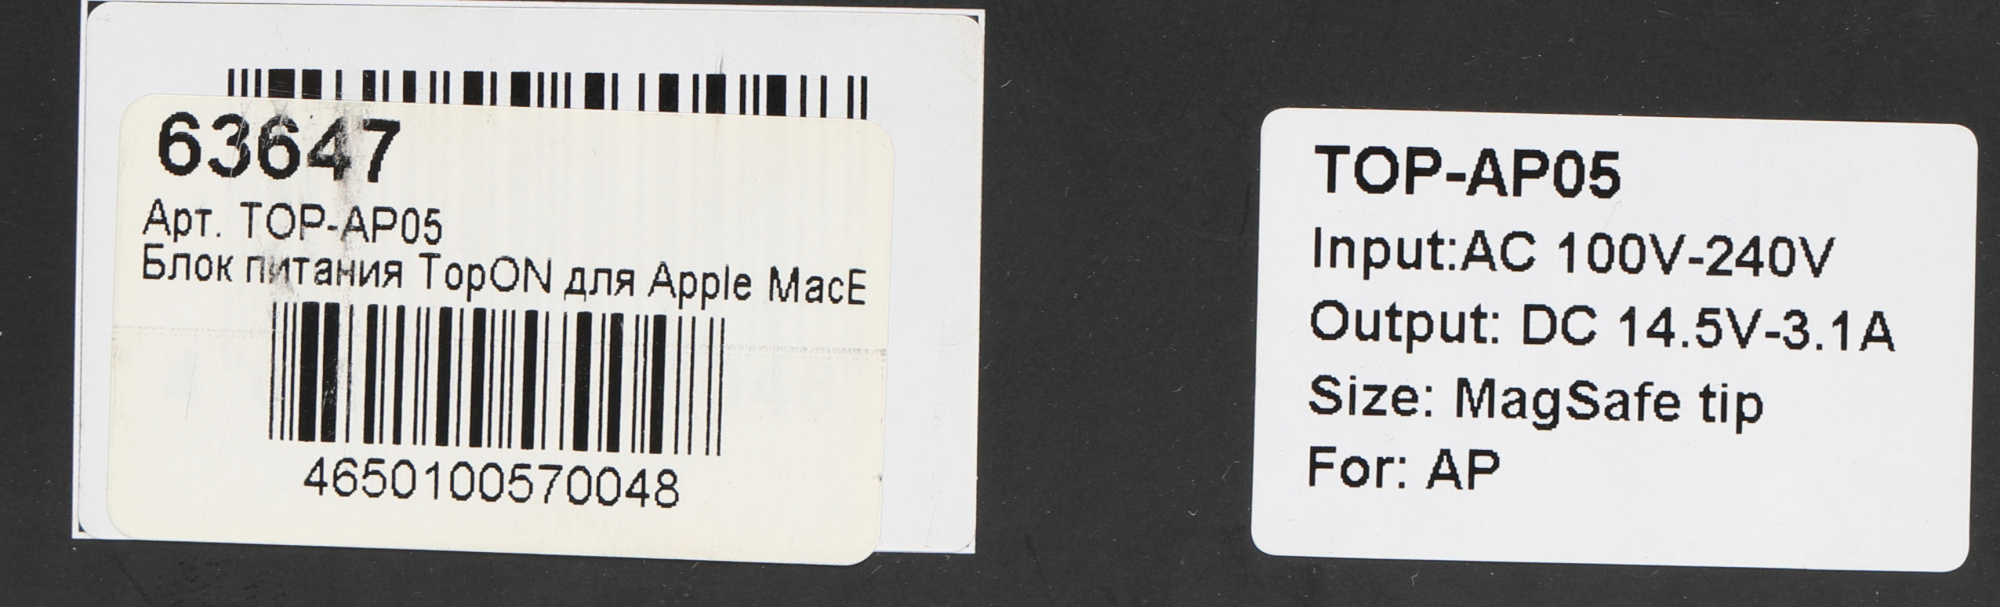 63647
Арт. TOP-AP05
Блок питания TopON для Apple MacE
4650100570048
TOP-AP05
Input:AC 100V-240V
Output: DC 14.5V-3.1A
Size: MagSafe tip
For: AP